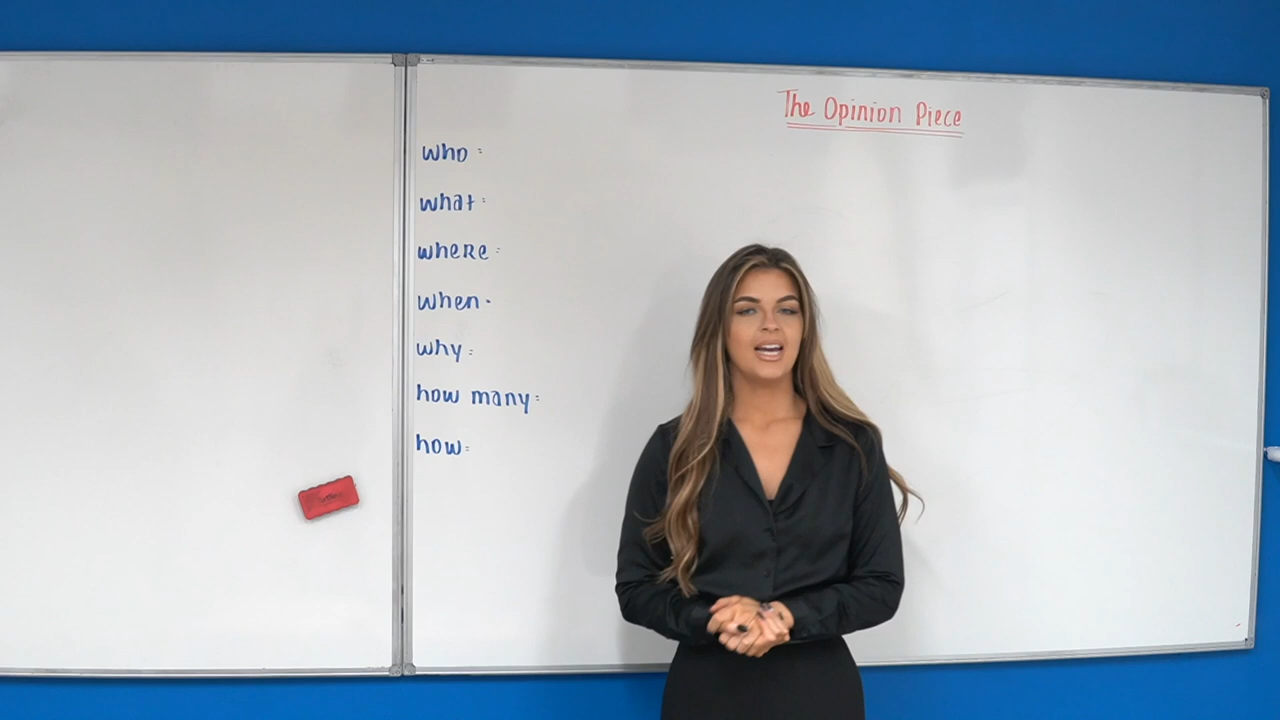 The Opinion Piece
who :
what :
where :
when :
why :
how many :
how :